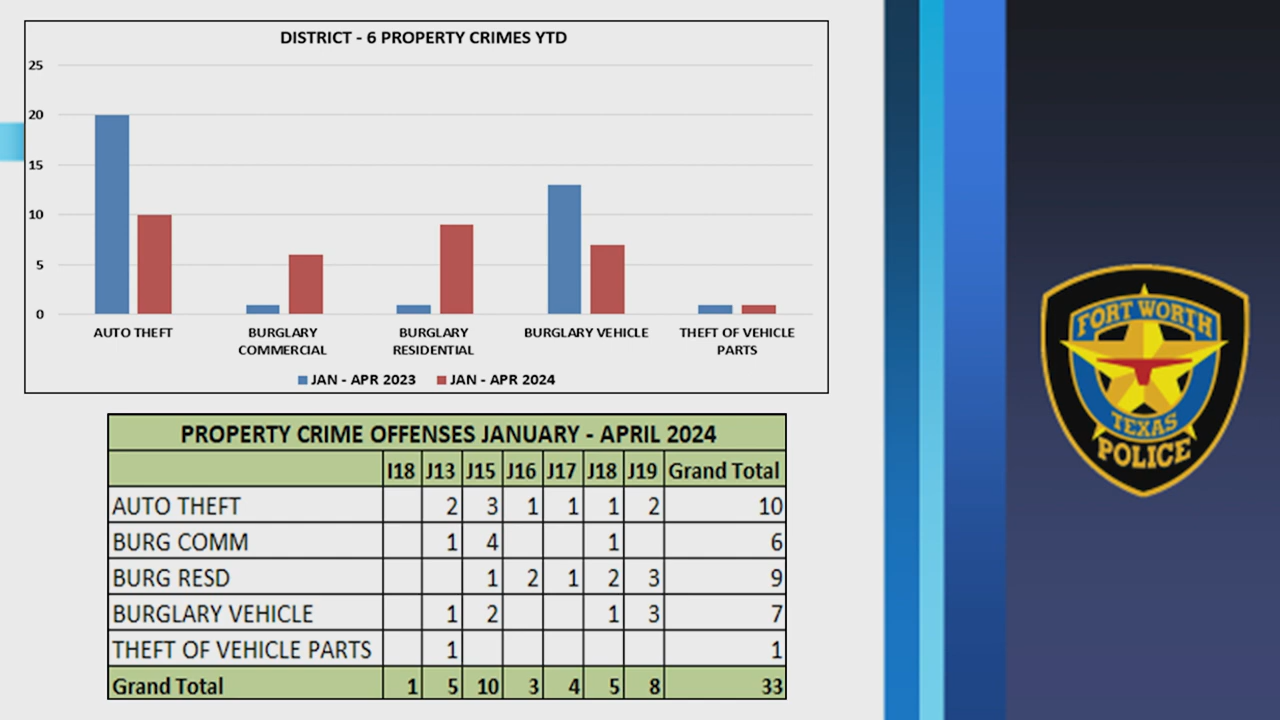 DISTRICT - 6 PROPERTY CRIMES YTD
25
20
15
10
5
0
AUTO THEFT
BURGLARY COMMERCIAL
BURGLARY RESIDENTIAL
BURGLARY VEHICLE
THEFT OF VEHICLE PARTS
JAN - APR 2023 JAN - APR 2024
PROPERTY CRIME OFFENSES JANUARY - APRIL 2024
I18 J13 J15 J16 J17 J18 J19 Grand Total
AUTO THEFT 2 3 1 1 1 2 10
BURG COMM 1 4 1 6
BURG RESD 1 2 1 2 3 9
BURGLARY VEHICLE 1 2 1 3 7
THEFT OF VEHICLE PARTS 1 1
Grand Total 1 5 10 3 4 5 8 33
FORT WORTH
TEXAS
POLICE